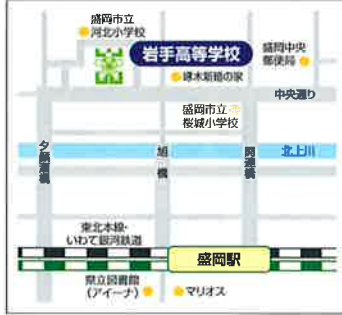 盛岡市立
河北小学校
岩手高等学校
盛岡中央
郵便局
啄木新婚の家
中央通り
盛岡市立
桜城小学校
夕顔瀬橋
旭橋
開運橋
北上川
東北本線・
いわて銀河鉄道
盛岡駅
県立図書館
(アイーナ)
マリオス